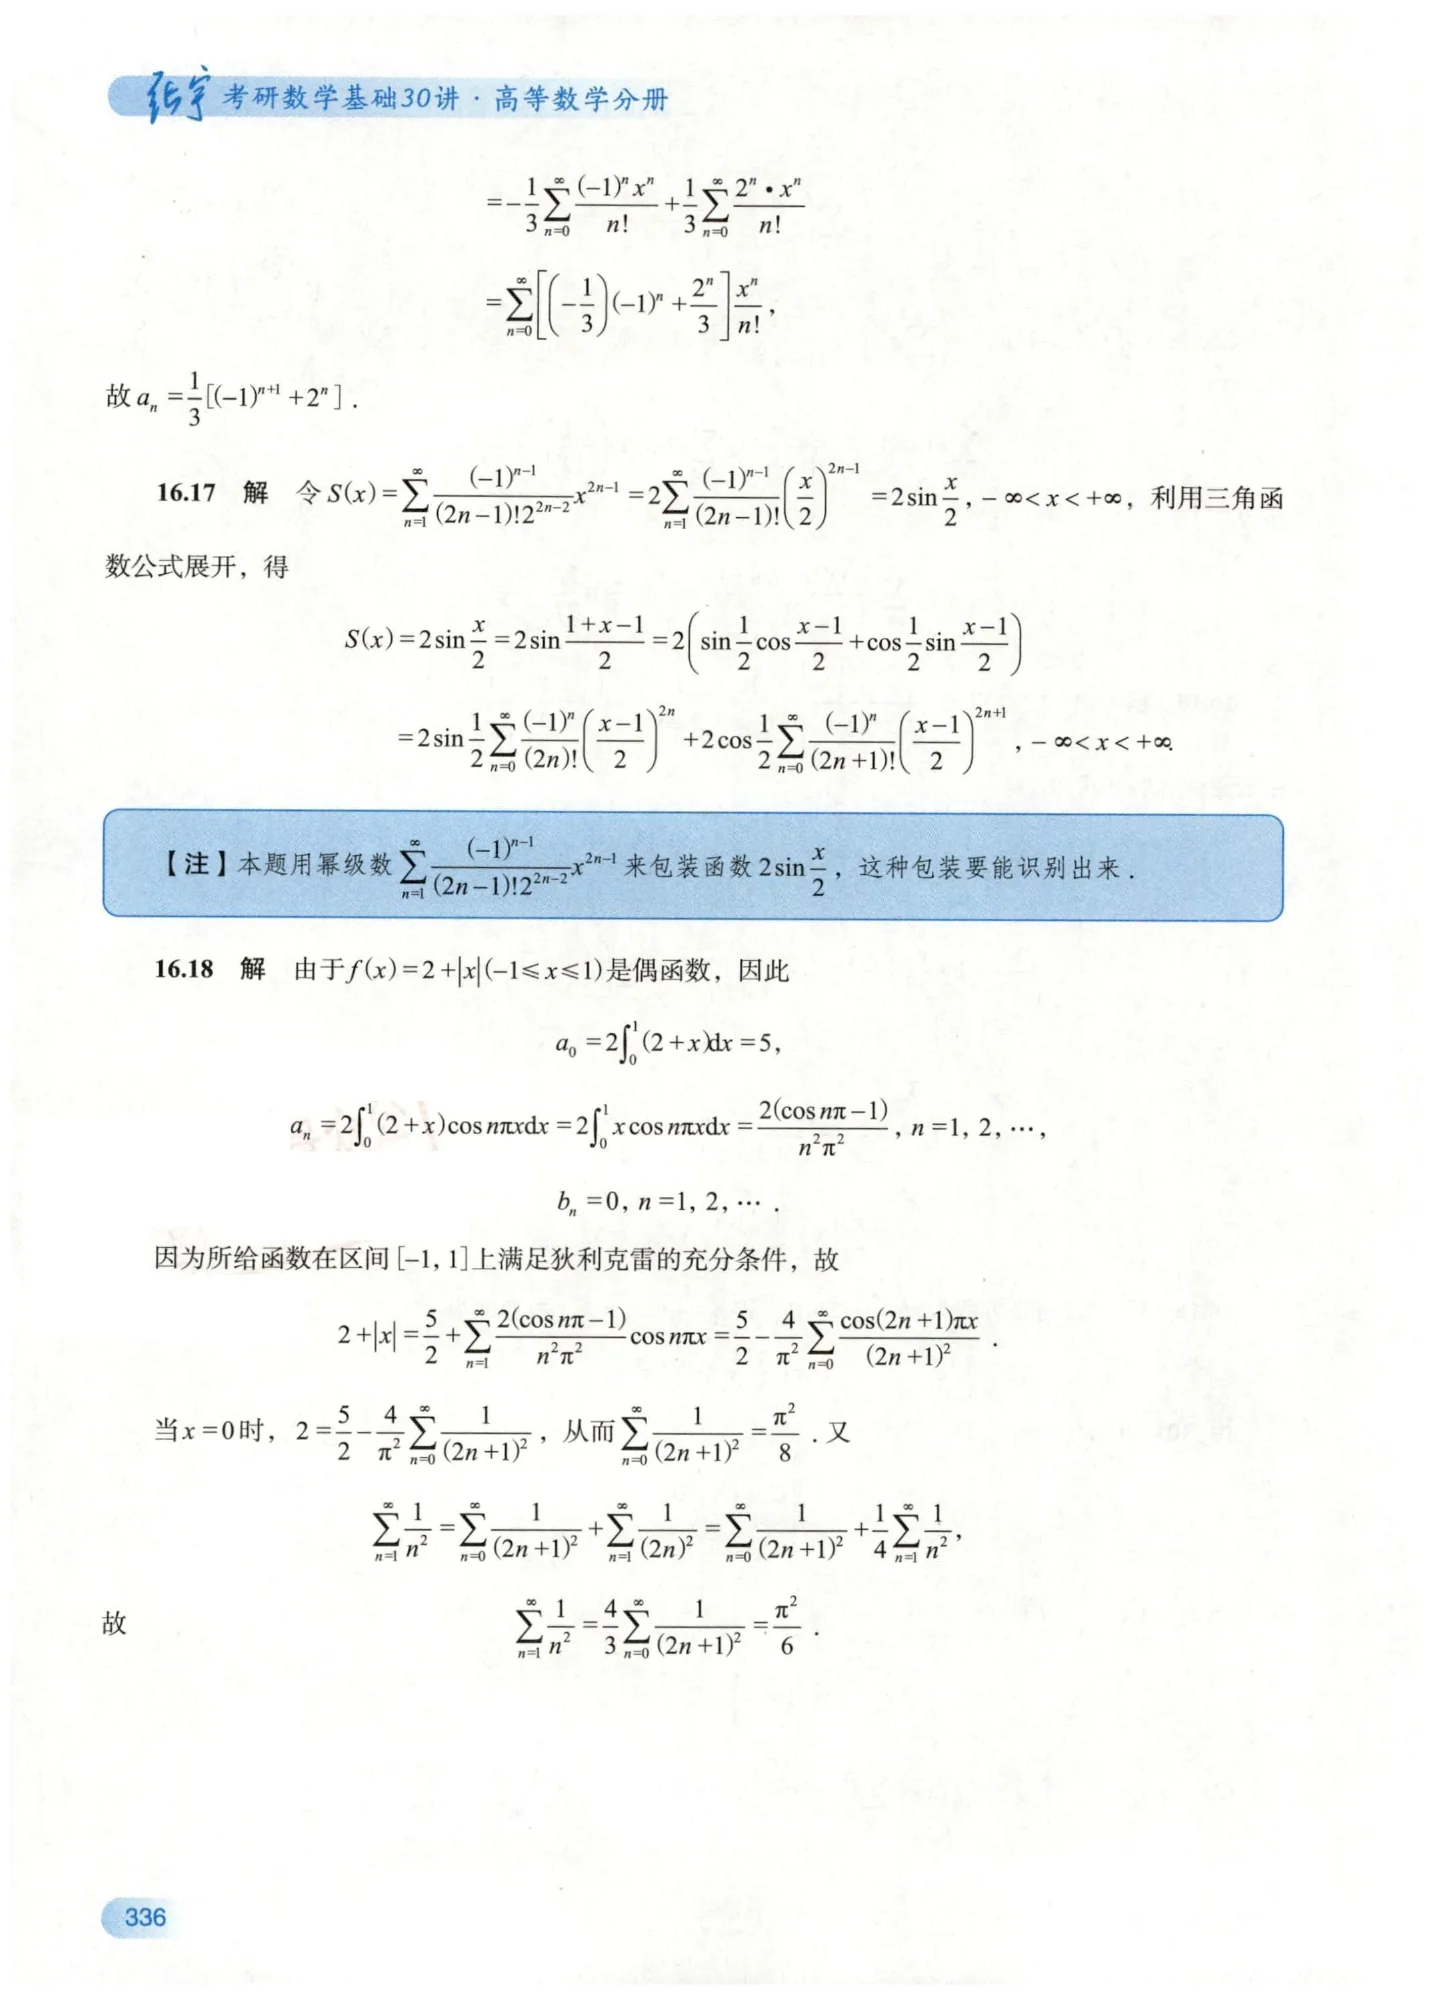 张宇 考研数学基础30讲·高等数学分册
$=-\frac{1}{3}\sum_{n=0}^{\infty}\frac{(-1)^n x^n}{n!}+\frac{1}{3}\sum_{n=0}^{\infty}\frac{2^n\cdot x^n}{n!}$
$=\sum_{n=0}^{\infty}\left[\left(-\frac{1}{3}\right)(-1)^n+\frac{2^n}{3}\right]\frac{x^n}{n!},$
故 $a_n=\frac{1}{3}[(-1)^{n+1}+2^n].$
16.17 解 令 $S(x)=\sum_{n=1}^{\infty}\frac{(-1)^{n-1}}{(2n-1)!2^{2n-2}}x^{2n-1}=2\sum_{n=1}^{\infty}\frac{(-1)^{n-1}}{(2n-1)!}\left(\frac{x}{2}\right)^{2n-1}=2\sin\frac{x}{2},-\infty<x<+\infty$，利用三角函
数公式展开，得
$S(x)=2\sin\frac{x}{2}=2\sin\frac{1+x-1}{2}=2\left(\sin\frac{1}{2}\cos\frac{x-1}{2}+\cos\frac{1}{2}\sin\frac{x-1}{2}\right)$
$=2\sin\frac{1}{2}\sum_{n=0}^{\infty}\frac{(-1)^n}{(2n)!}\left(\frac{x-1}{2}\right)^{2n}+2\cos\frac{1}{2}\sum_{n=0}^{\infty}\frac{(-1)^n}{(2n+1)!}\left(\frac{x-1}{2}\right)^{2n+1},-\infty<x<+\infty.$
【注】本题用幂级数 $\sum_{n=1}^{\infty}\frac{(-1)^{n-1}}{(2n-1)!2^{2n-2}}x^{2n-1}$ 来包装函数 $2\sin\frac{x}{2}$，这种包装要能识别出来.
16.18 解 由于 $f(x)=2+|x|(-1\leqslant x\leqslant 1)$ 是偶函数，因此
$a_0=2\int_0^1(2+x)dx=5,$
$a_n=2\int_0^1(2+x)\cos n\pi xdx=2\int_0^1 x\cos n\pi xdx=\frac{2(\cos n\pi-1)}{n^2\pi^2},n=1,2,\cdots,$
$b_n=0,n=1,2,\cdots.$
因为所给函数在区间 $[-1,1]$ 上满足狄利克雷的充分条件，故
$2+|x|=\frac{5}{2}+\sum_{n=1}^{\infty}\frac{2(\cos n\pi-1)}{n^2\pi^2}\cos n\pi x=\frac{5}{2}-\frac{4}{\pi^2}\sum_{n=0}^{\infty}\frac{\cos(2n+1)\pi x}{(2n+1)^2}.$
当 $x=0$ 时，$2=\frac{5}{2}-\frac{4}{\pi^2}\sum_{n=0}^{\infty}\frac{1}{(2n+1)^2}$，从而 $\sum_{n=0}^{\infty}\frac{1}{(2n+1)^2}=\frac{\pi^2}{8}$.又
$\sum_{n=1}^{\infty}\frac{1}{n^2}=\sum_{n=0}^{\infty}\frac{1}{(2n+1)^2}+\sum_{n=1}^{\infty}\frac{1}{(2n)^2}=\sum_{n=0}^{\infty}\frac{1}{(2n+1)^2}+\frac{1}{4}\sum_{n=1}^{\infty}\frac{1}{n^2},$
故 $\sum_{n=1}^{\infty}\frac{1}{n^2}=\frac{4}{3}\sum_{n=0}^{\infty}\frac{1}{(2n+1)^2}=\frac{\pi^2}{6}.$
336